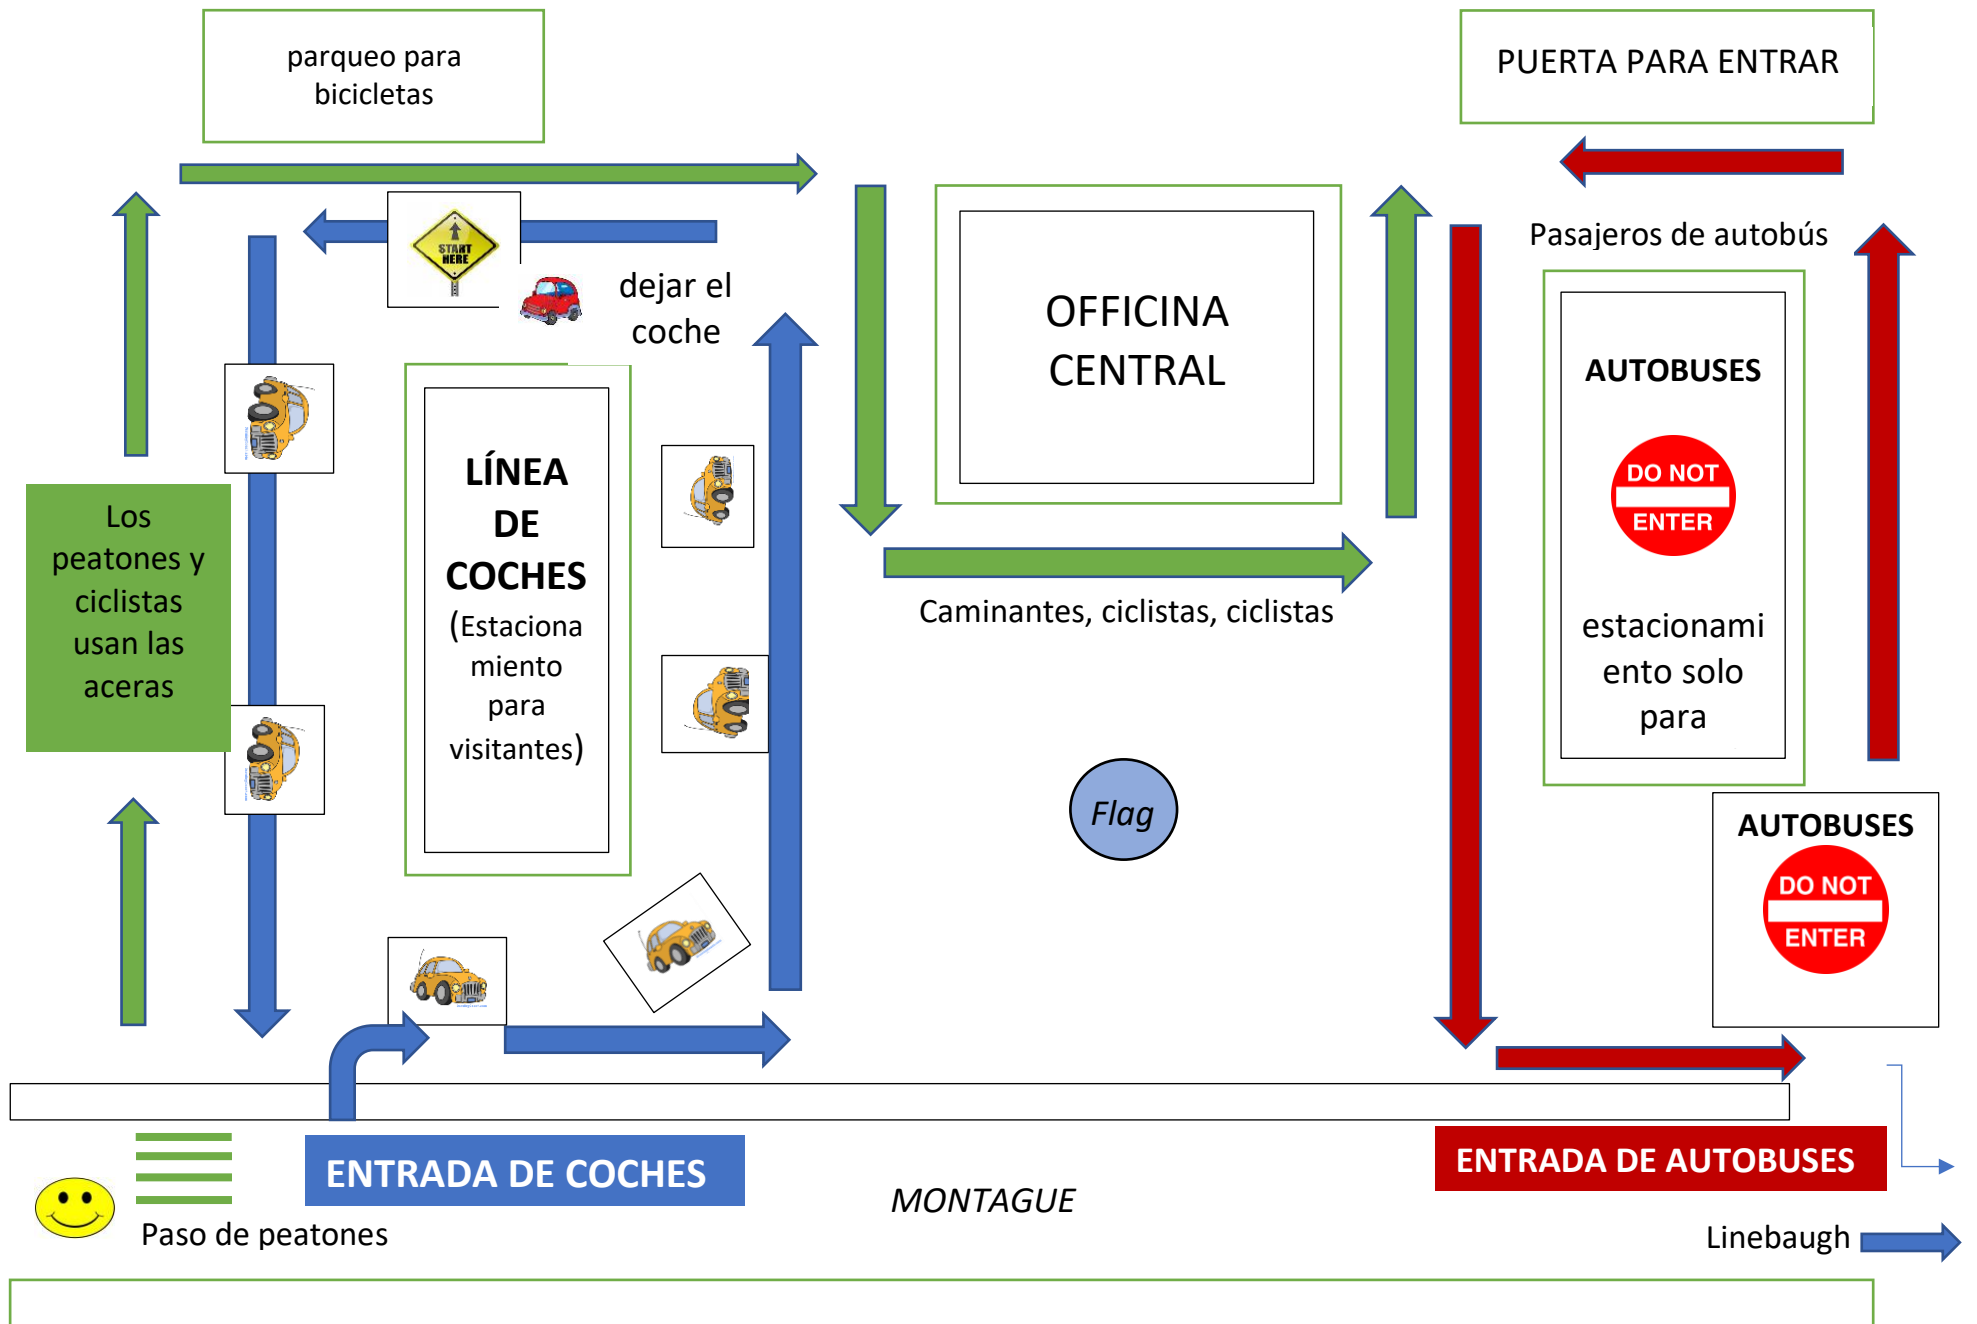 parqueo para
bicicletas
PUERTA PARA ENTRAR
START
HERE
dejar el
coche
OFFICINA
CENTRAL
Pasajeros de autobús
AUTOBUSES
DO NOT
ENTER
estacionami
ento solo
para
LÍNEA
DE
COCHES
(Estaciona
miento
para
visitantes)
Los
peatones y
ciclistas
usan las
aceras
Caminantes, ciclistas, ciclistas
Flag
AUTOBUSES
DO NOT
ENTER
ENTRADA DE COCHES
ENTRADA DE AUTOBUSES
MONTAGUE
Paso de peatones
Linebaugh